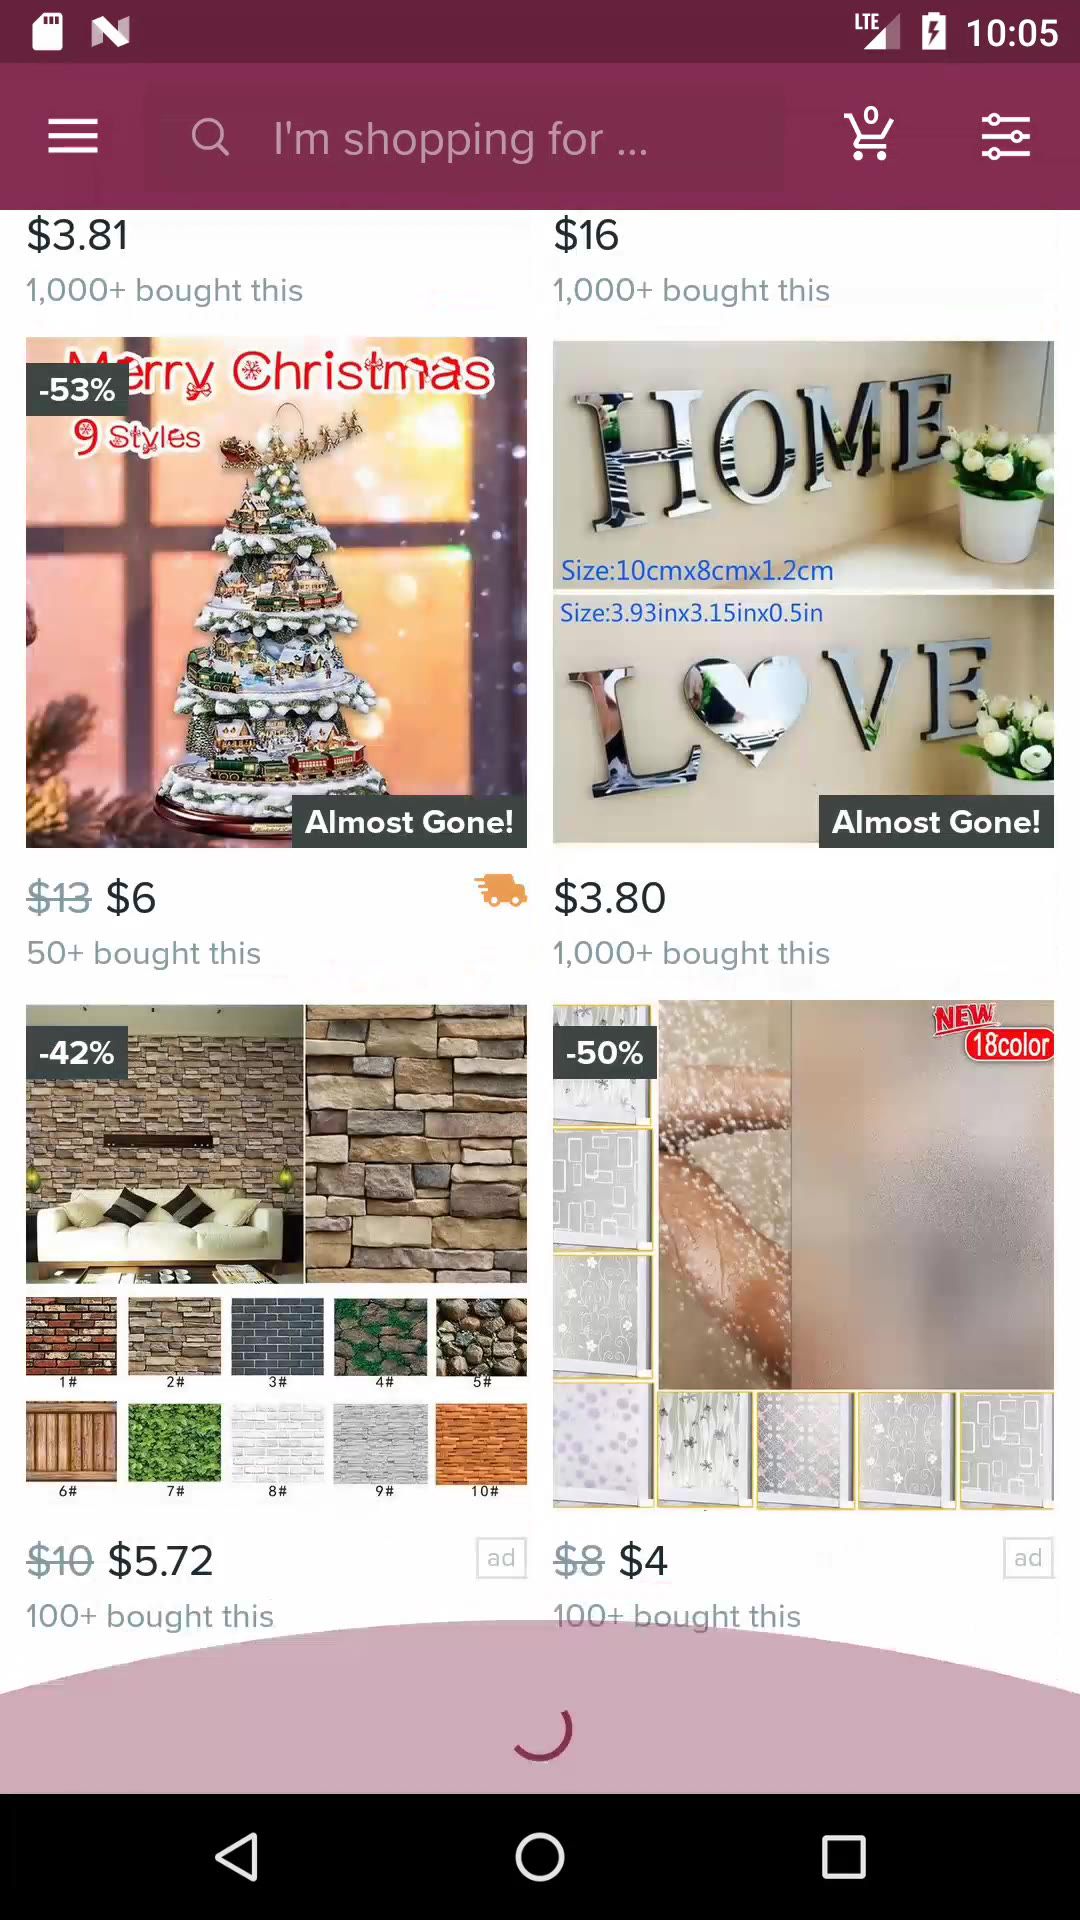 LTE 10:05
0
I'm shopping for ...
$3.81
1,000+ bought this
$16
1,000+ bought this
Merry Christmas
-53%
9 Styles
Almost Gone!
$13 $6
50+ bought this
HOME
Size:10cmx8cmx1.2cm
Size:3.93inx3.15inx0.5in
L VE
Almost Gone!
$3.80
1,000+ bought this
-42%
1# 2# 3# 4# 5#
6# 7# 8# 9# 10#
$10 $5.72
ad
100+ bought this
-50%
NEW
18color
$8 $4
ad
100+ bought this